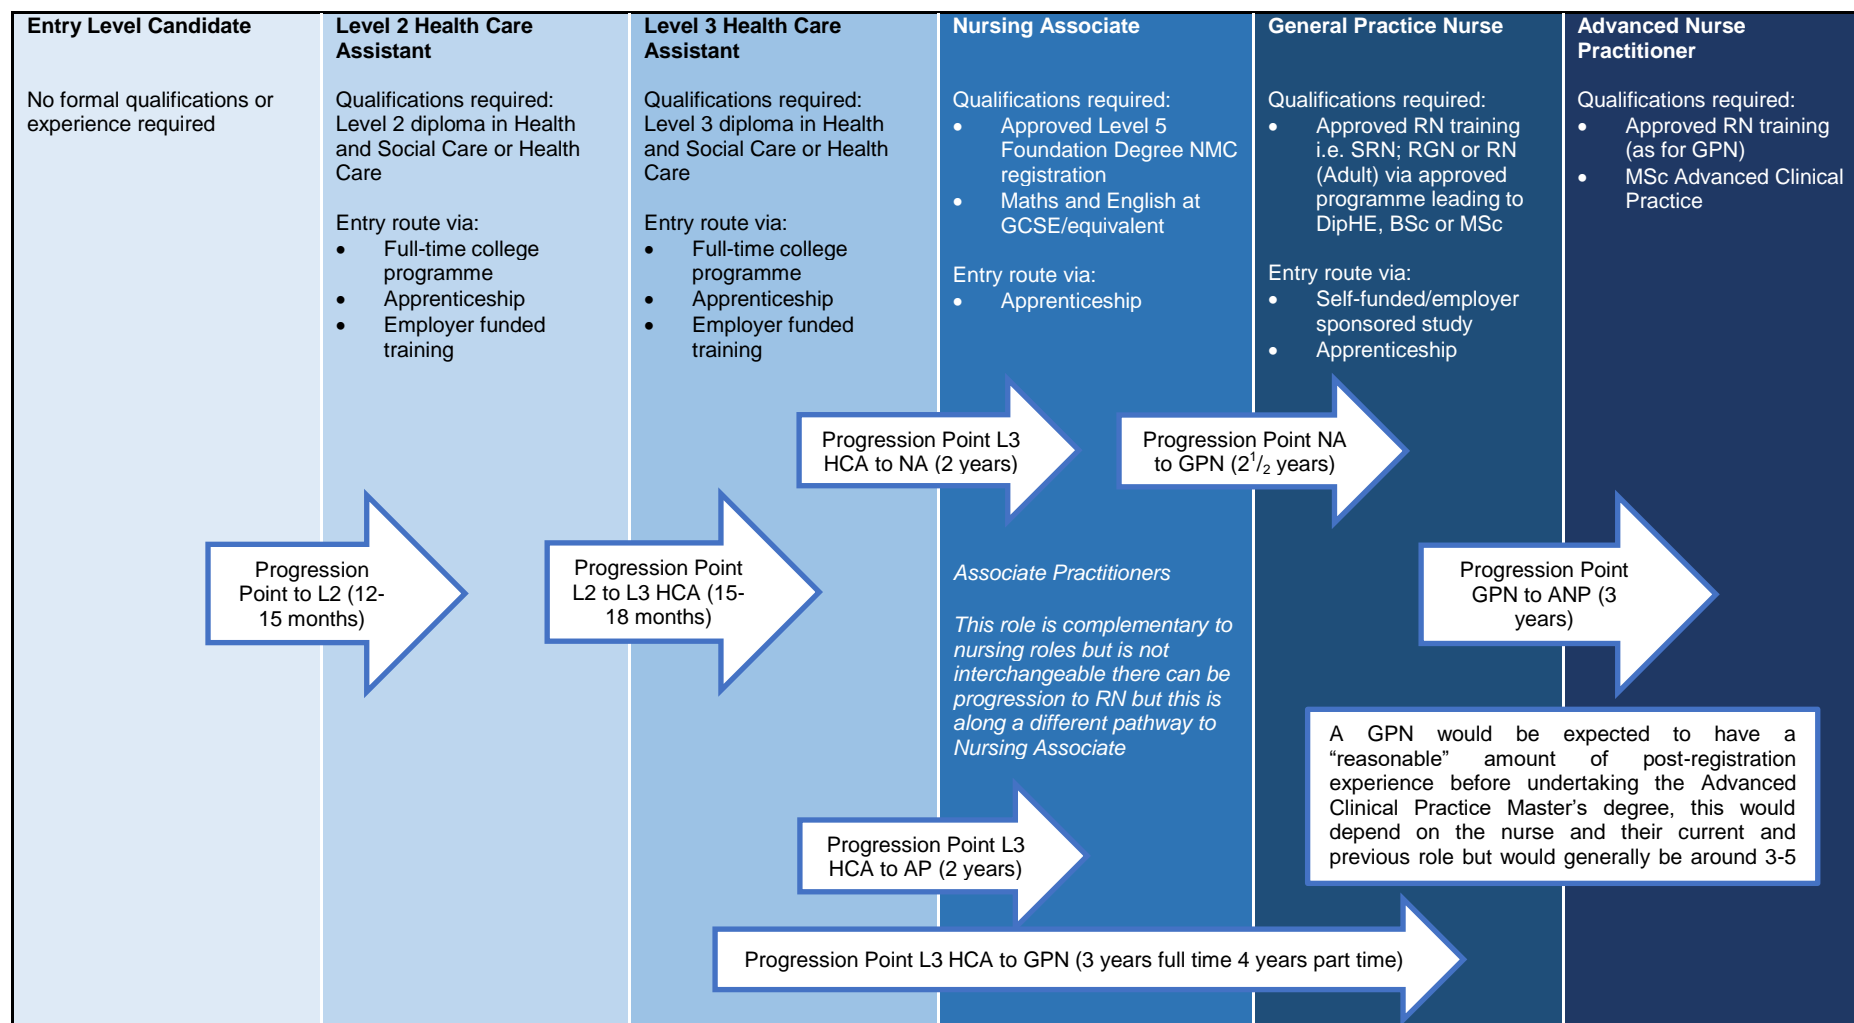 Entry Level Candidate
No formal qualifications or
experience required
Level 2 Health Care
Assistant
Qualifications required:
Level 2 diploma in Health
and Social Care or Health
Care
Entry route via:
• Full-time college
programme
• Apprenticeship
• Employer funded
training
Level 3 Health Care
Assistant
Qualifications required:
Level 3 diploma in Health
and Social Care or Health
Care
Entry route via:
• Full-time college
programme
• Apprenticeship
• Employer funded
training
Nursing Associate
Qualifications required:
• Approved Level 5
Foundation Degree NMC
registration
• Maths and English at
GCSE/equivalent
Entry route via:
• Apprenticeship
General Practice Nurse
Qualifications required:
• Approved RN training
i.e. SRN; RGN or RN
(Adult) via approved
programme leading to
DipHE, BSc or MSc
Entry route via:
• Self-funded/employer
sponsored study
• Apprenticeship
Advanced Nurse
Practitioner
Qualifications required:
• Approved RN training
(as for GPN)
• MSc Advanced Clinical
Practice
Progression Point L3
HCA to NA (2 years)
Progression Point NA
to GPN (2 1/2 years)
Progression
Point to L2 (12-
15 months)
Progression Point
L2 to L3 HCA (15-
18 months)
Associate Practitioners
This role is complementary to
nursing roles but is not
interchangeable there can be
progression to RN but this is
along a different pathway to
Nursing Associate
Progression Point
GPN to ANP (3
years)
A GPN would be expected to have a
“reasonable” amount of post-registration
experience before undertaking the Advanced
Clinical Practice Master’s degree, this would
depend on the nurse and their current and
previous role but would generally be around 3-5
Progression Point L3
HCA to AP (2 years)
Progression Point L3 HCA to GPN (3 years full time 4 years part time)